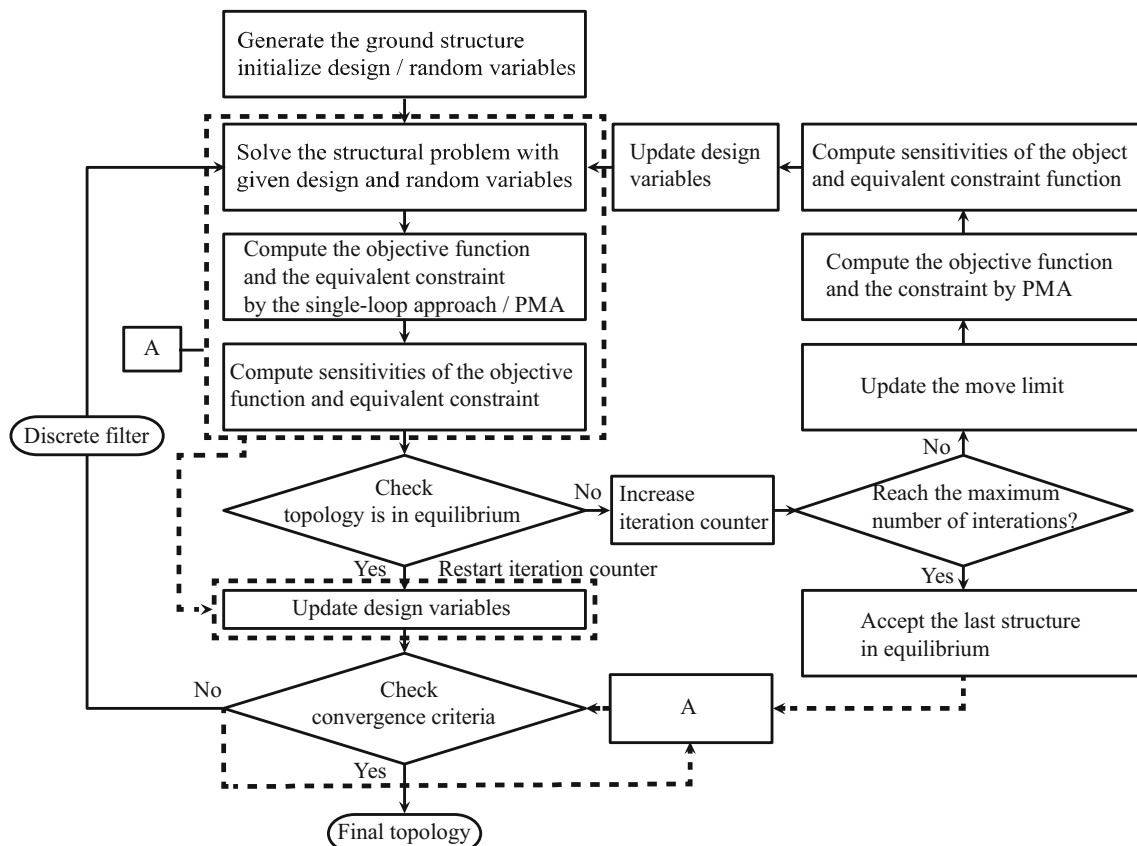 Generate the ground structure
initialize design / random variables
Solve the structural problem with
given design and random variables
Update design
variables
Compute sensitivities of the object
and equivalent constraint function
Compute the objective function
and the equivalent constraint
by the single-loop approach / PMA
Compute the objective function
and the constraint by PMA
A
Compute sensitivities of the objective
function and equivalent constraint
Update the move limit
Discrete filter
No
Check
topology is in equilibrium
No
Increase
iteration counter
Reach the maximum
number of interations?
Yes
Restart iteration counter
Yes
Update design variables
Accept the last structure
in equilibrium
No
Check
convergence criteria
A
Yes
Final topology